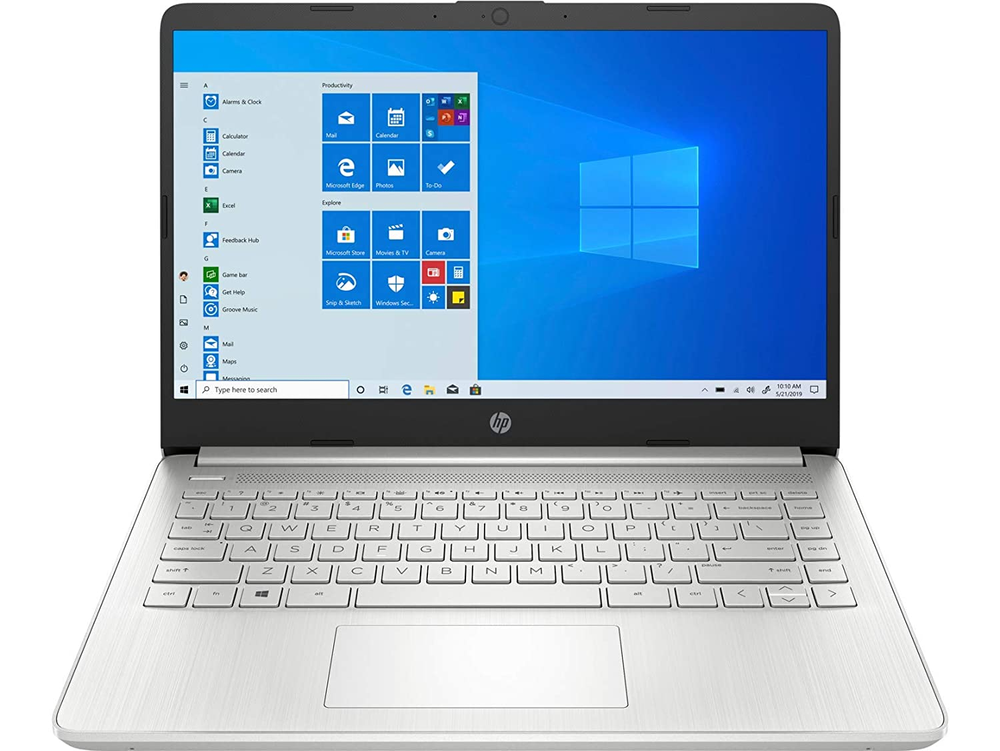 A
Alarms & Clock
C
Calculator
Calendar
Camera
E
Excel
F
Feedback Hub
G
Game bar
Get Help
Groove Music
M
Mail
Maps
Messaging
Productivity
Mail
Calendar
Microsoft Edge
Photos
To-Do
Explore
Microsoft Store
Movies & TV
Camera
Snip & Sketch
Windows Sec...
Type here to search
10:10 AM
5/21/2019
hp
esc insert prt sc delete
~ ` ! 1 @ 2 # 3 $ 4 % 5 ^ 6 & 7 * 8 ( 9 ) 0 _ - + = backspace home
tab Q W E R T Y U I O P { [ } ] | \ pg up
caps lock A S D F G H J K L : ; " ' enter pg dn
shift Z X C V B N M < , > . ? / pause shift end
ctrl fn alt alt ctrl